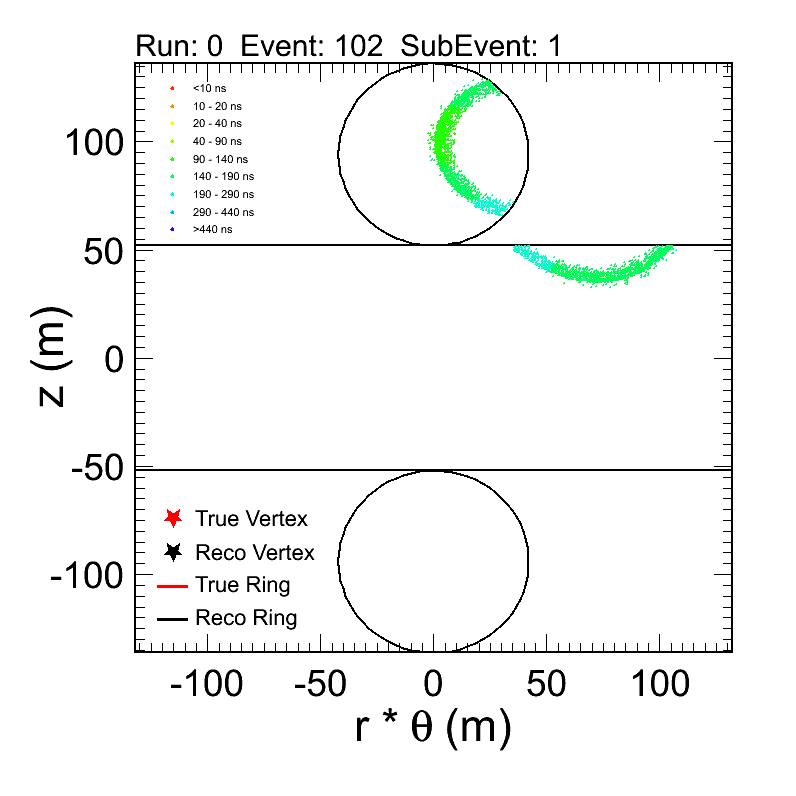 Run: 0  Event: 102  SubEvent: 1
<10 ns
10 - 20 ns
20 - 40 ns
40 - 90 ns
90 - 140 ns
140 - 190 ns
190 - 290 ns
290 - 440 ns
>440 ns
100
50
0
-50
-100
z (m)
True Vertex
Reco Vertex
True Ring
Reco Ring
-100 -50 0 50 100
r * θ (m)